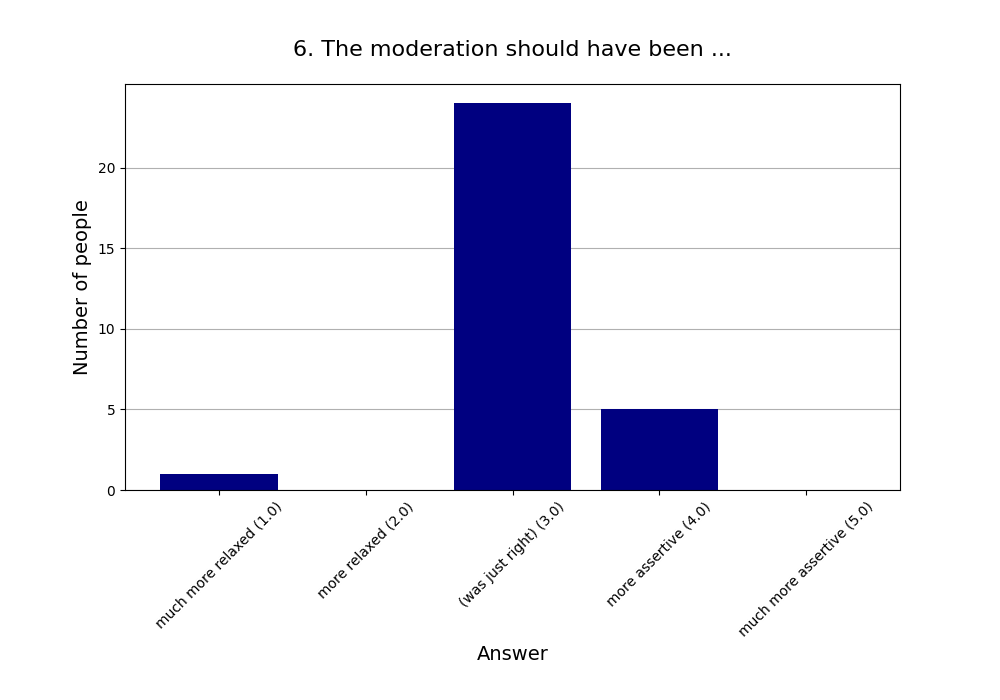 6. The moderation should have been ...
Number of people
20
15
10
5
0
much more relaxed (1.0)
more relaxed (2.0)
(was just right) (3.0)
more assertive (4.0)
much more assertive (5.0)
Answer